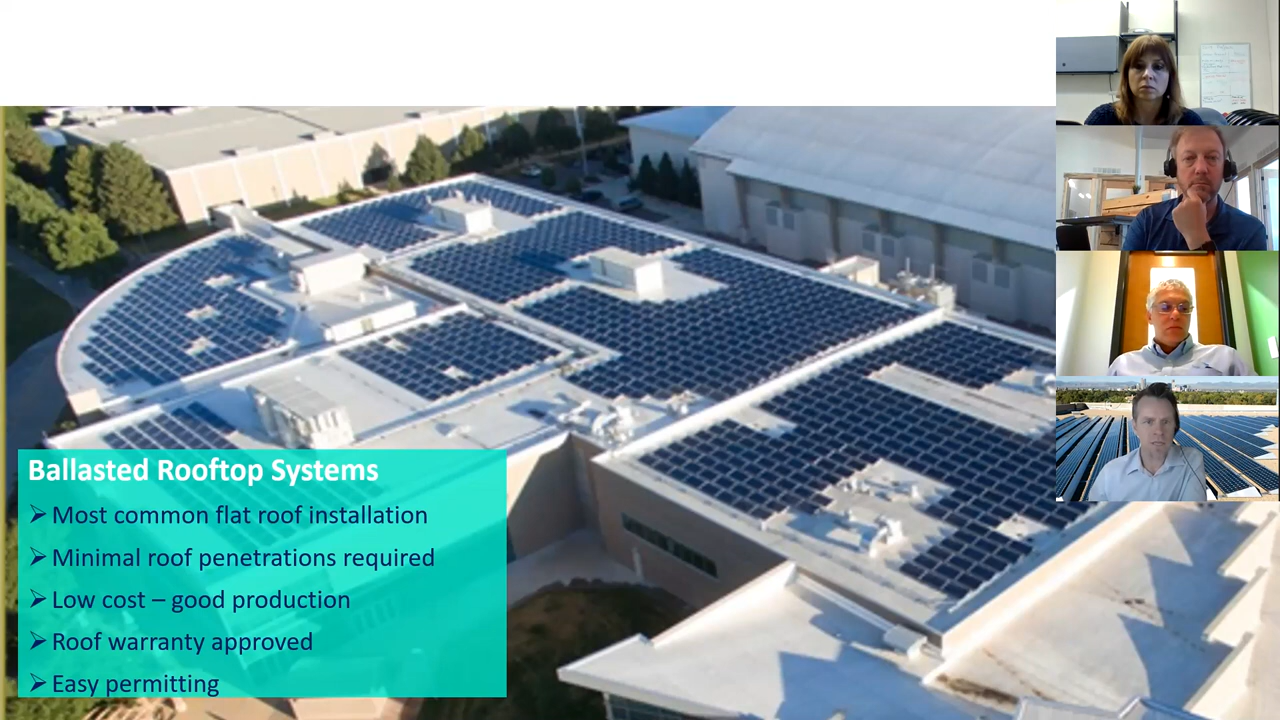 Ballasted Rooftop Systems
➢ Most common flat roof installation
➢ Minimal roof penetrations required
➢ Low cost – good production
➢ Roof warranty approved
➢ Easy permitting